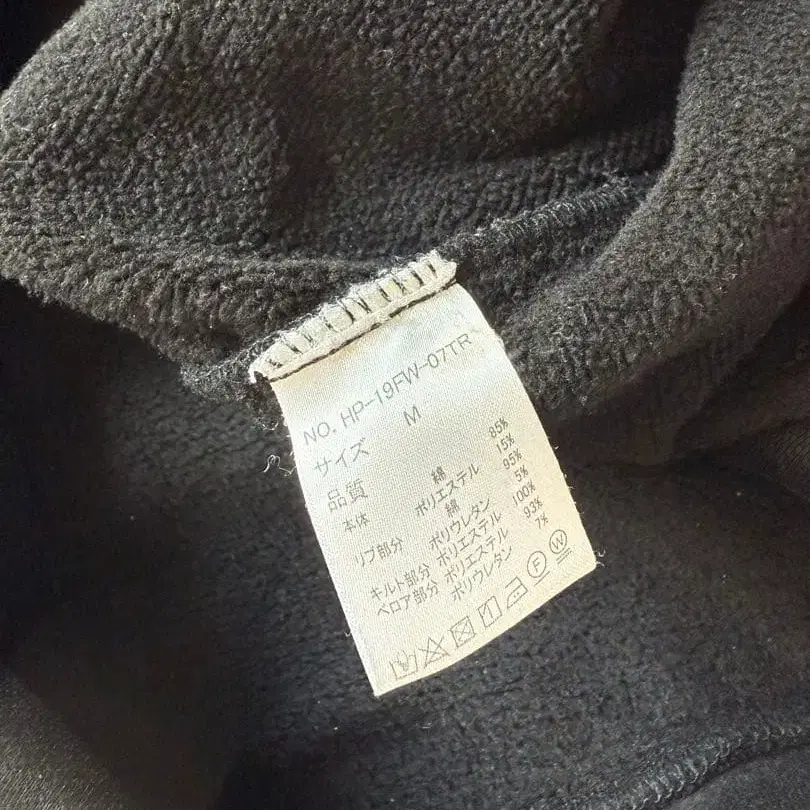 NO. HP-19FW-07TR
サイズ M
品質
本体 綿 85%
ポリエステル 15%
リブ部分 綿 95%
ポリウレタン 5%
キルト部分 ポリエステル 100%
ベロア部分 ポリエステル 93%
ポリウレタン 7%
F W